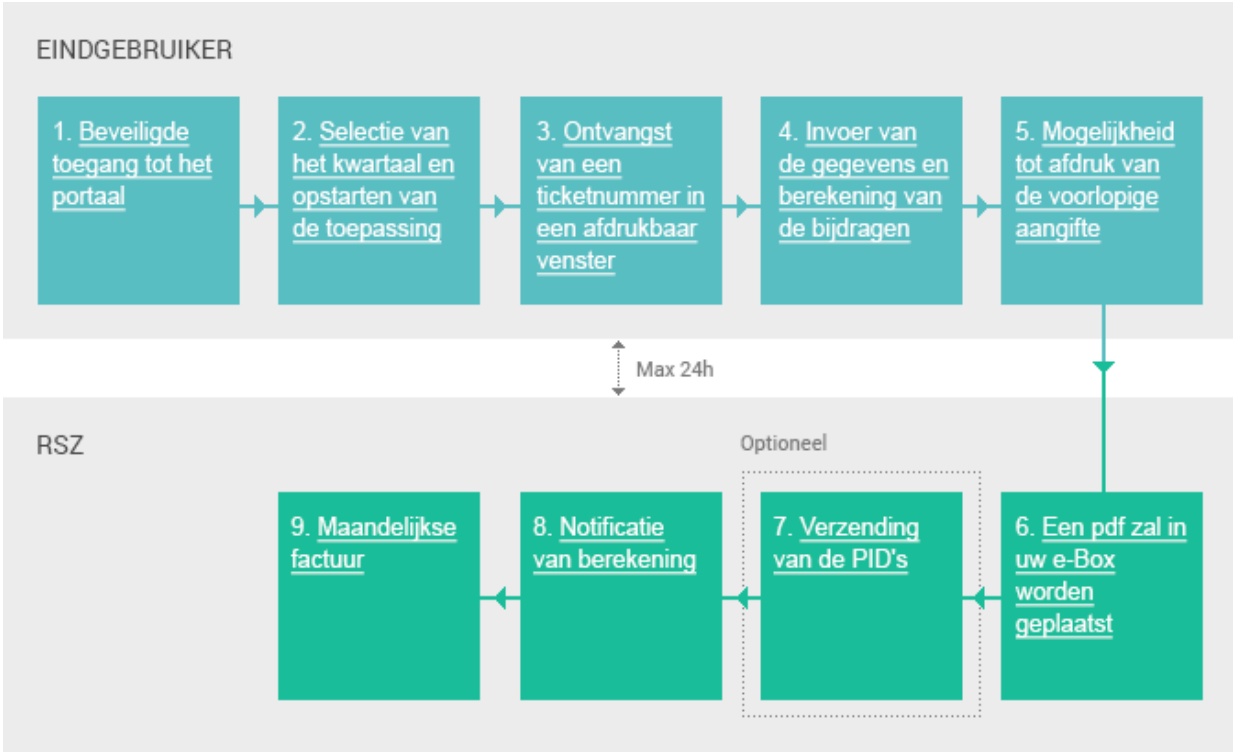 EINDGEBRUIKER
1. Beveiligde
toegang tot het
portaal
2. Selectie van
het kwartaal en
opstarten van
de toepassing
3. Ontvangst
van een
ticketnummer in
een afdrukbaar
venster
4. Invoer van
de gegevens en
berekening van
de bijdragen
5. Mogelijkheid
tot afdruk van
de voorlopige
aangifte
Max 24h
RSZ
Optioneel
6. Een pdf zal in
uw e-Box
worden
geplaatst
7. Verzending
van de PID's
8. Notificatie
van berekening
9. Maandelijkse
factuur